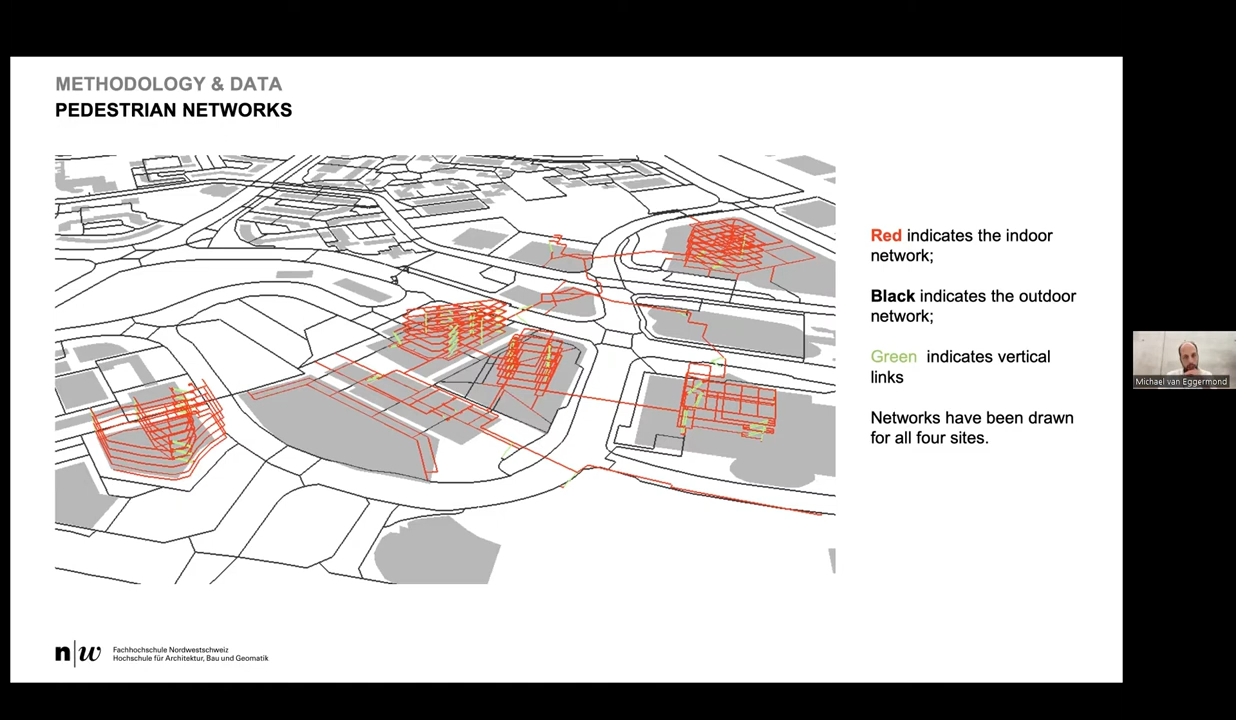 METHODOLOGY & DATA
PEDESTRIAN NETWORKS
Red indicates the indoor
network;
Black indicates the outdoor
network;
Green indicates vertical
links
Networks have been drawn
for all four sites.
Michael van Eggermond
n|w
Fachhochschule Nordwestschweiz
Hochschule für Architektur, Bau und Geomatik